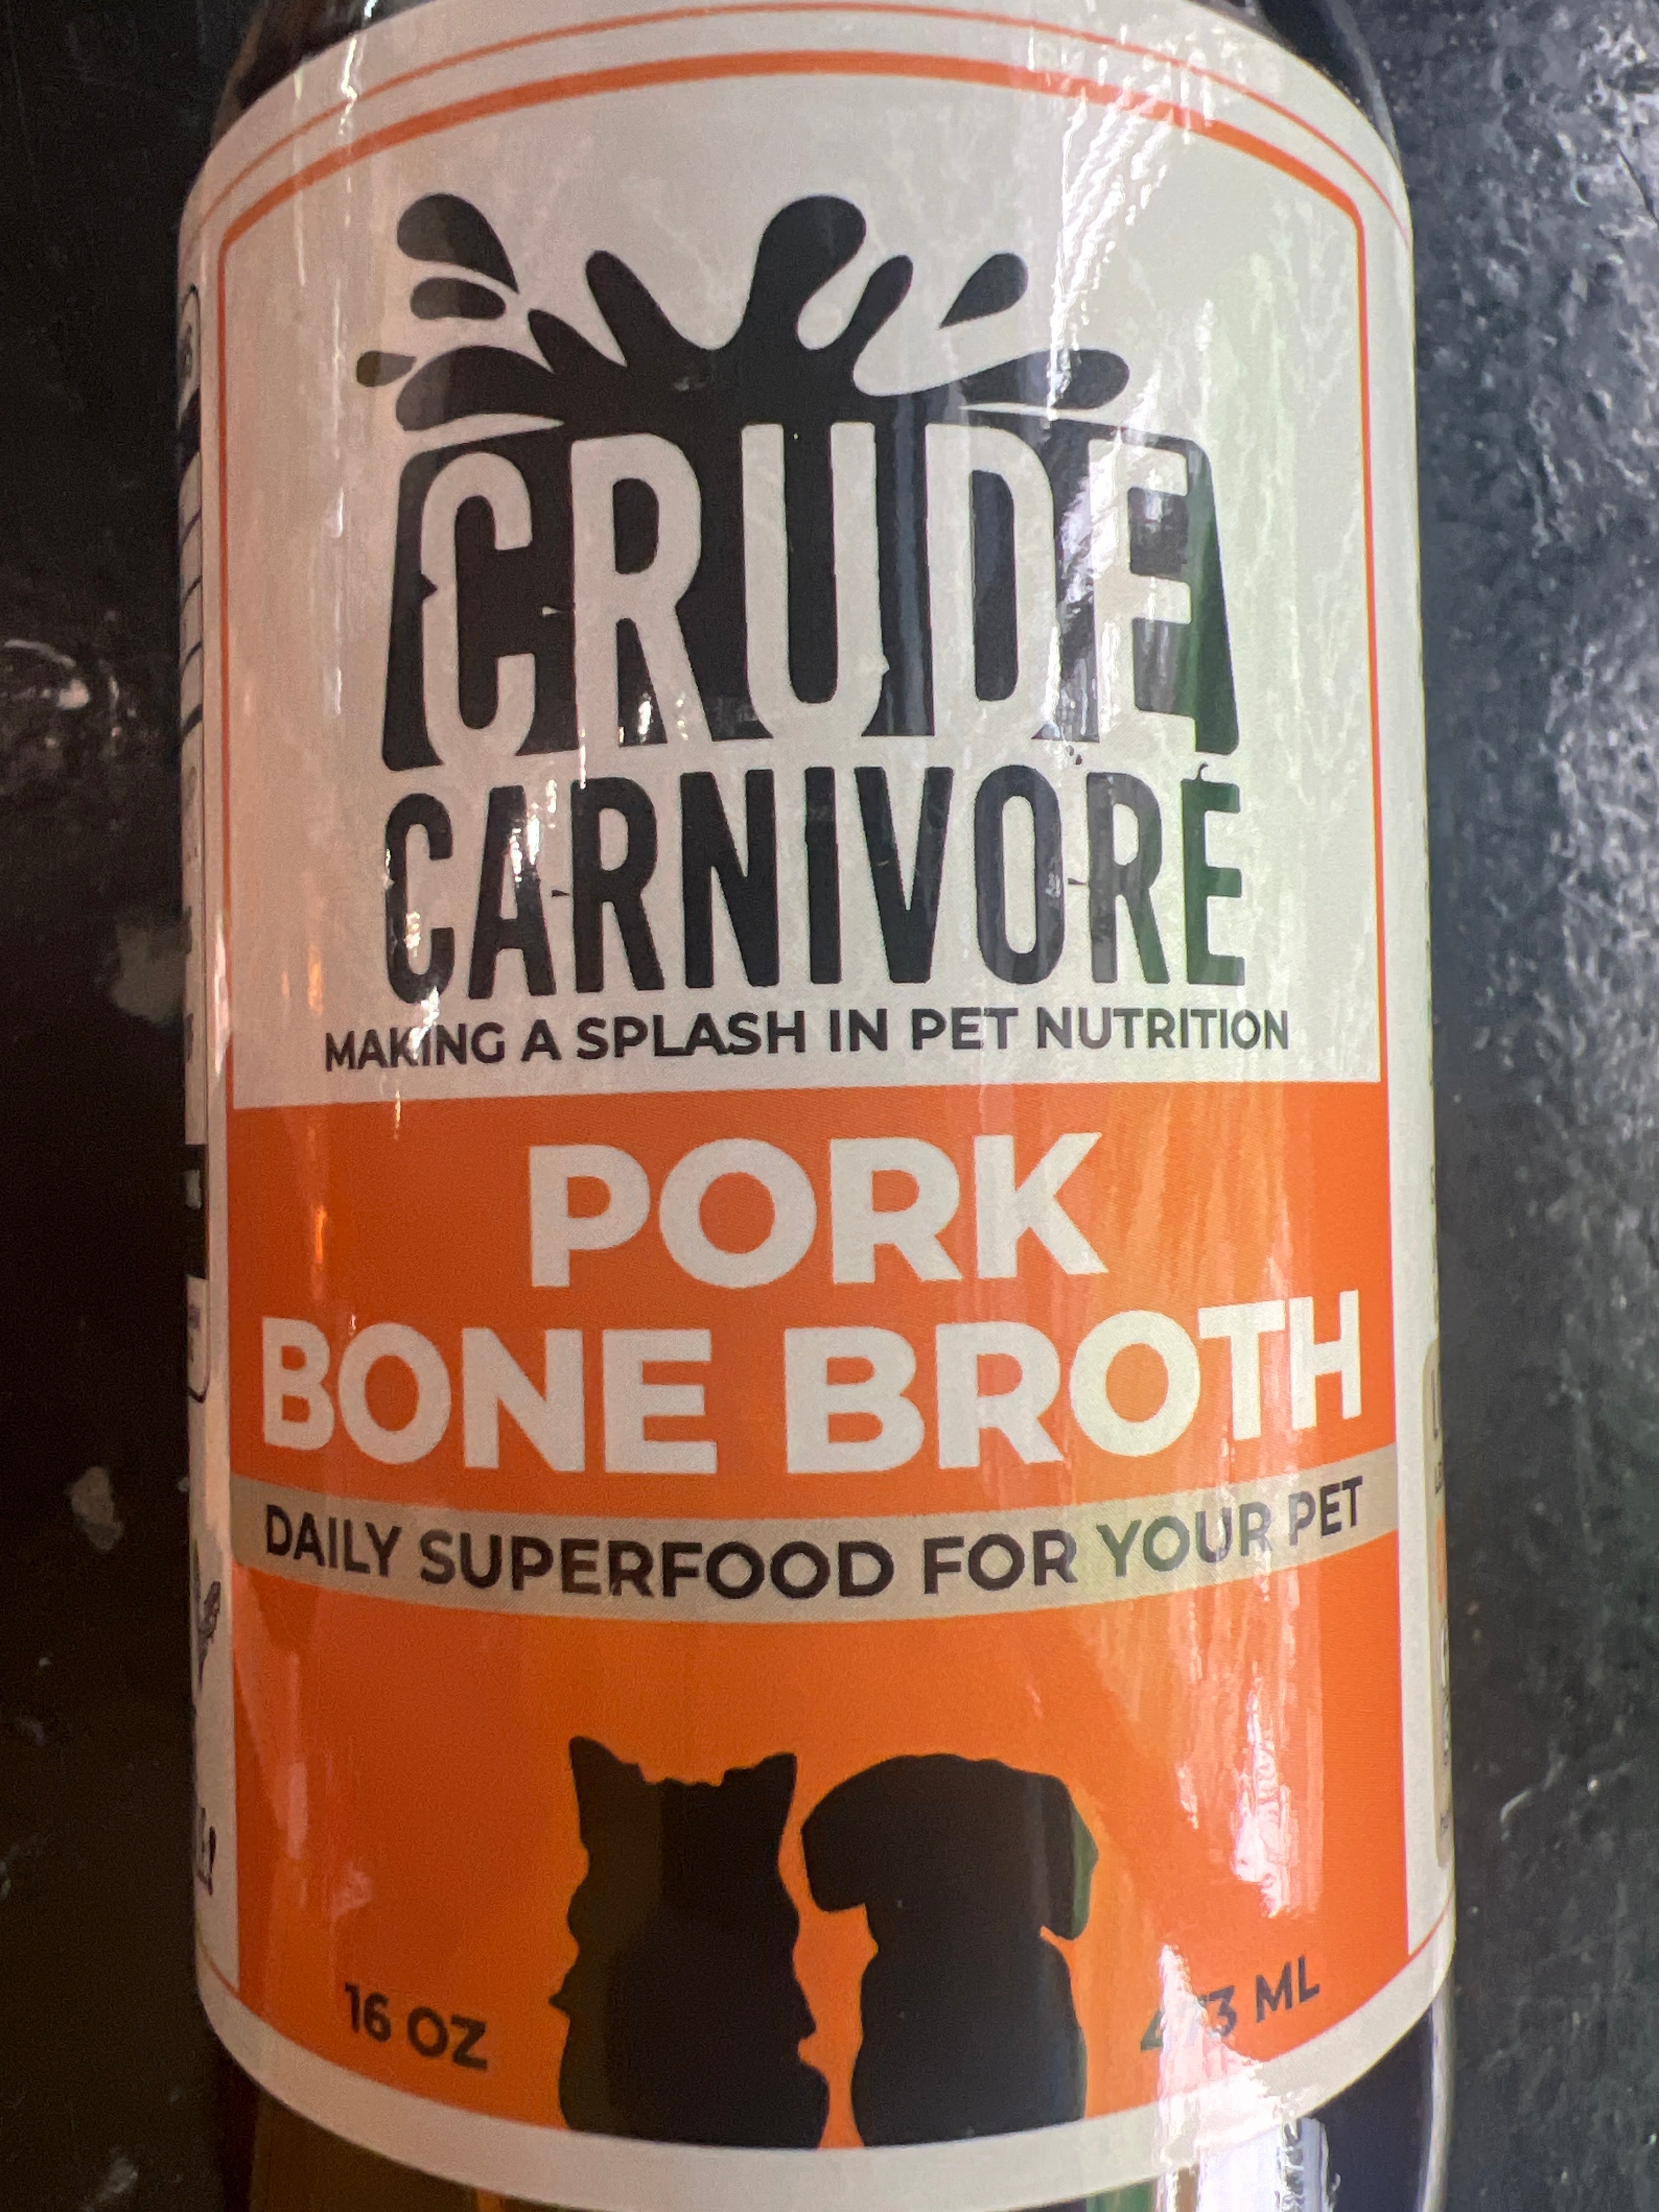 CRUDE
CARNIVORE
MAKING A SPLASH IN PET NUTRITION
PORK
BONE BROTH
DAILY SUPERFOOD FOR YOUR PET
16 OZ
ML